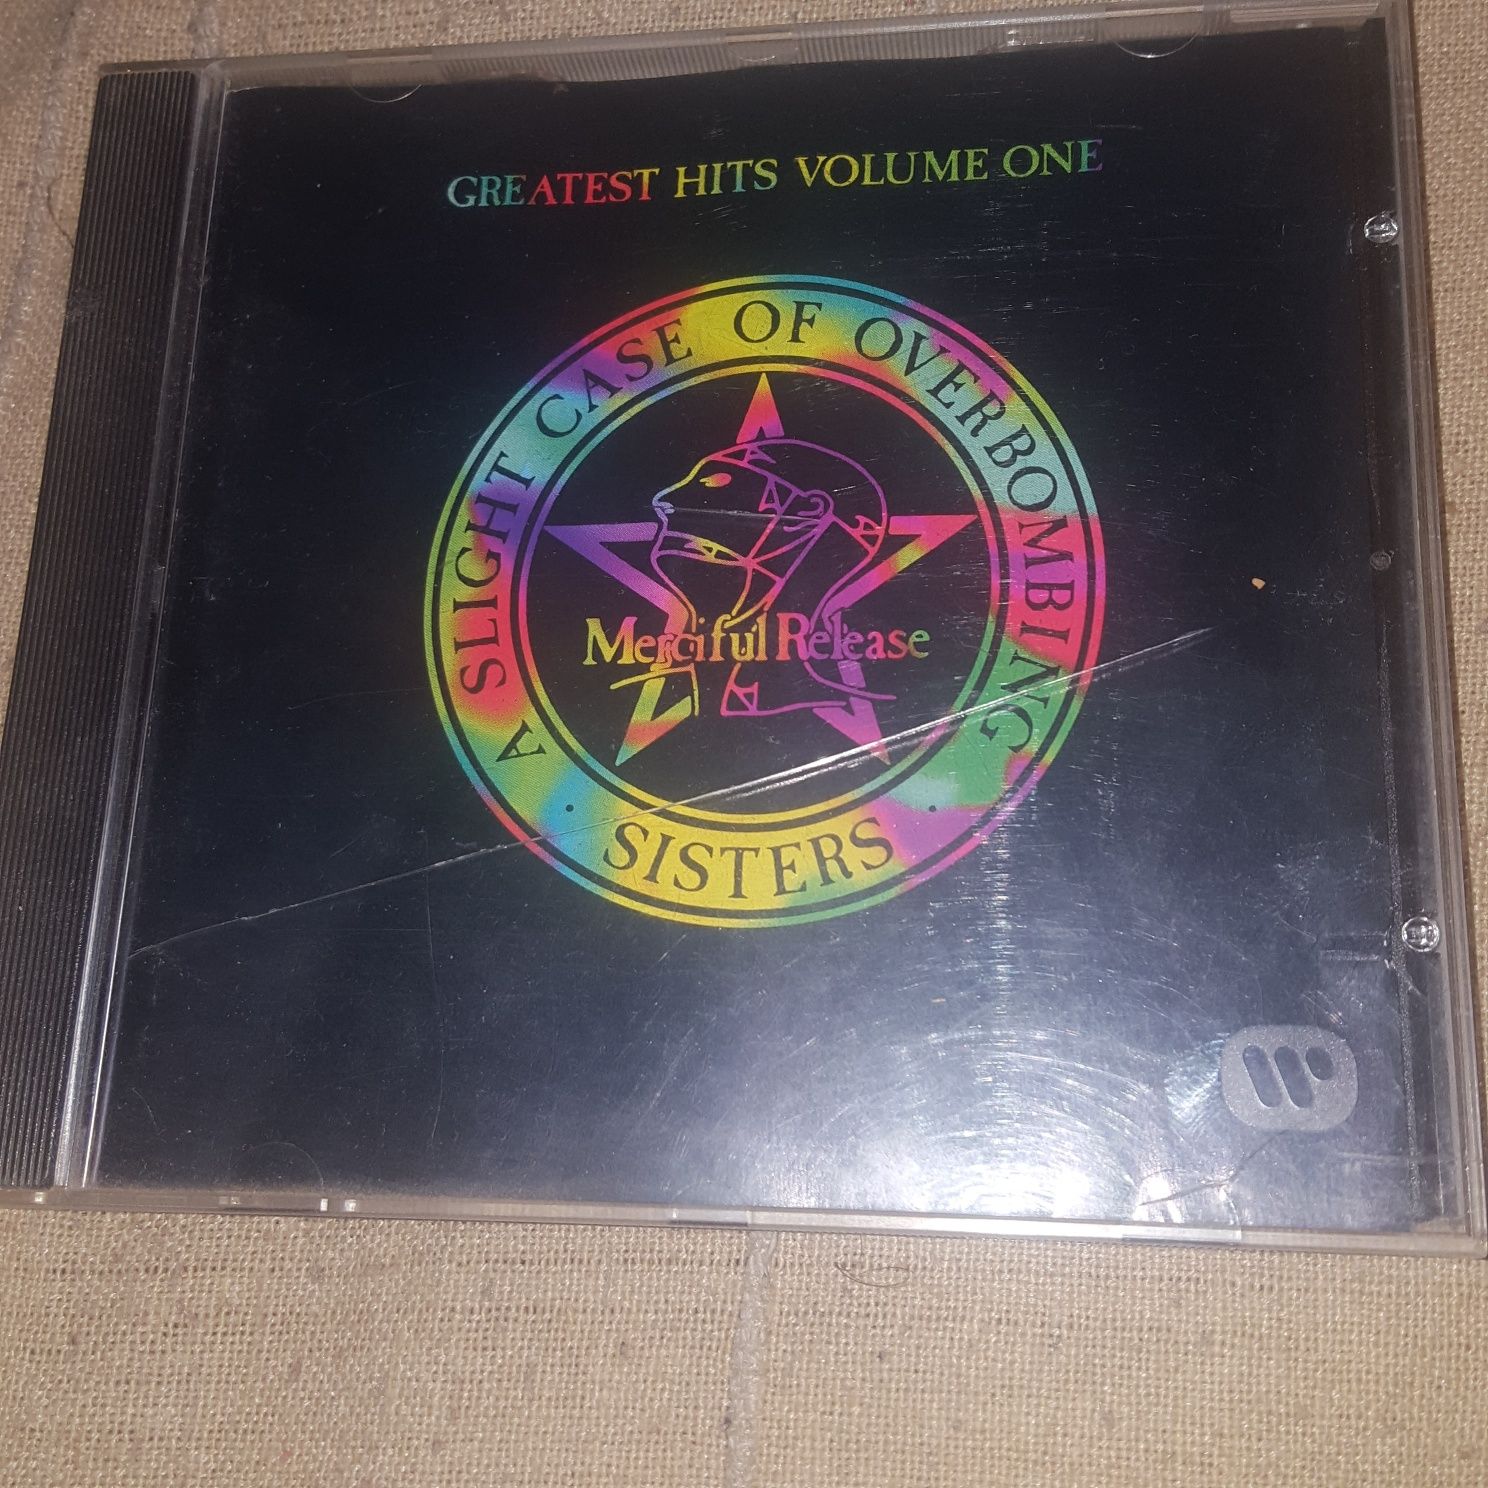 GREATEST HITS VOLUME ONE
A SLIGHT CASE OF OVERBOMBING
Merciful Release
· SISTERS ·